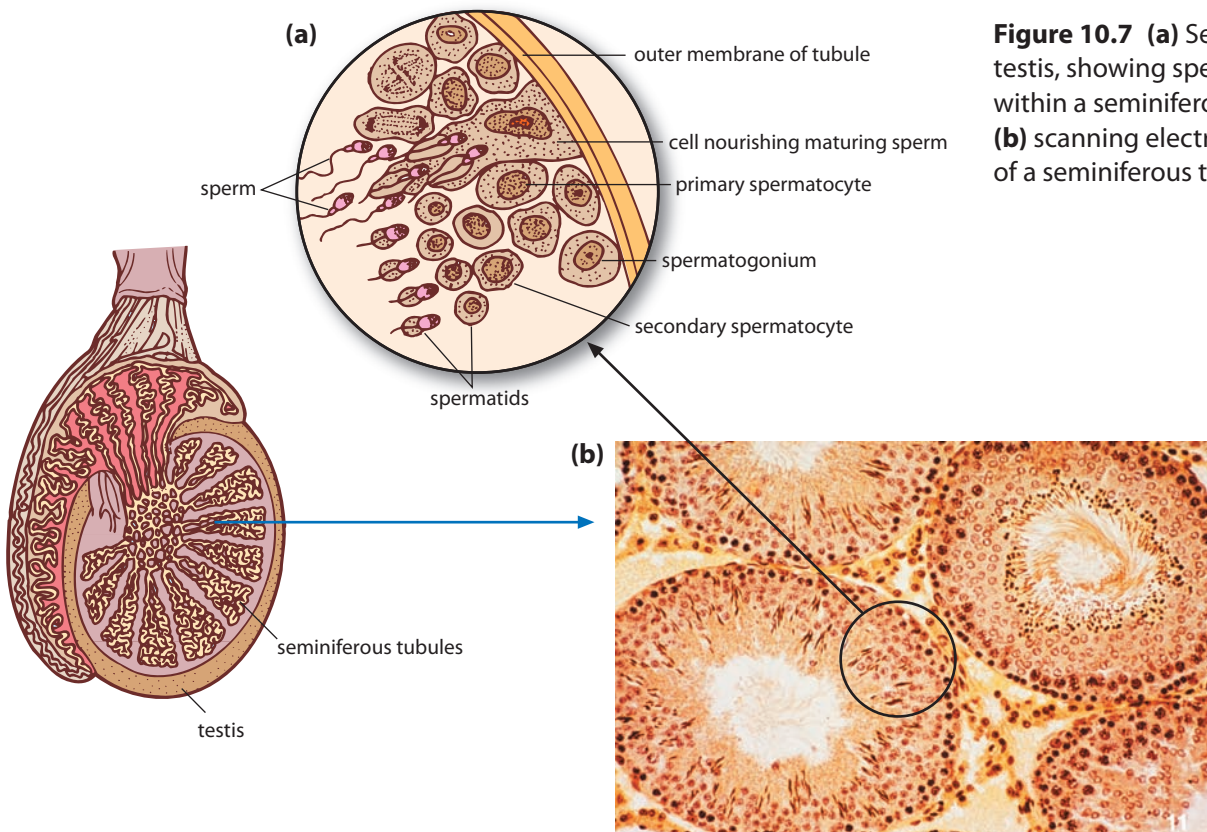 (a)
outer membrane of tubule
cell nourishing maturing sperm
primary spermatocyte
spermatogonium
secondary spermatocyte
sperm
spermatids
Figure 10.7 (a) Se
testis, showing spe
within a seminifero
(b) scanning electr
of a seminiferous t
(b)
seminiferous tubules
testis
11